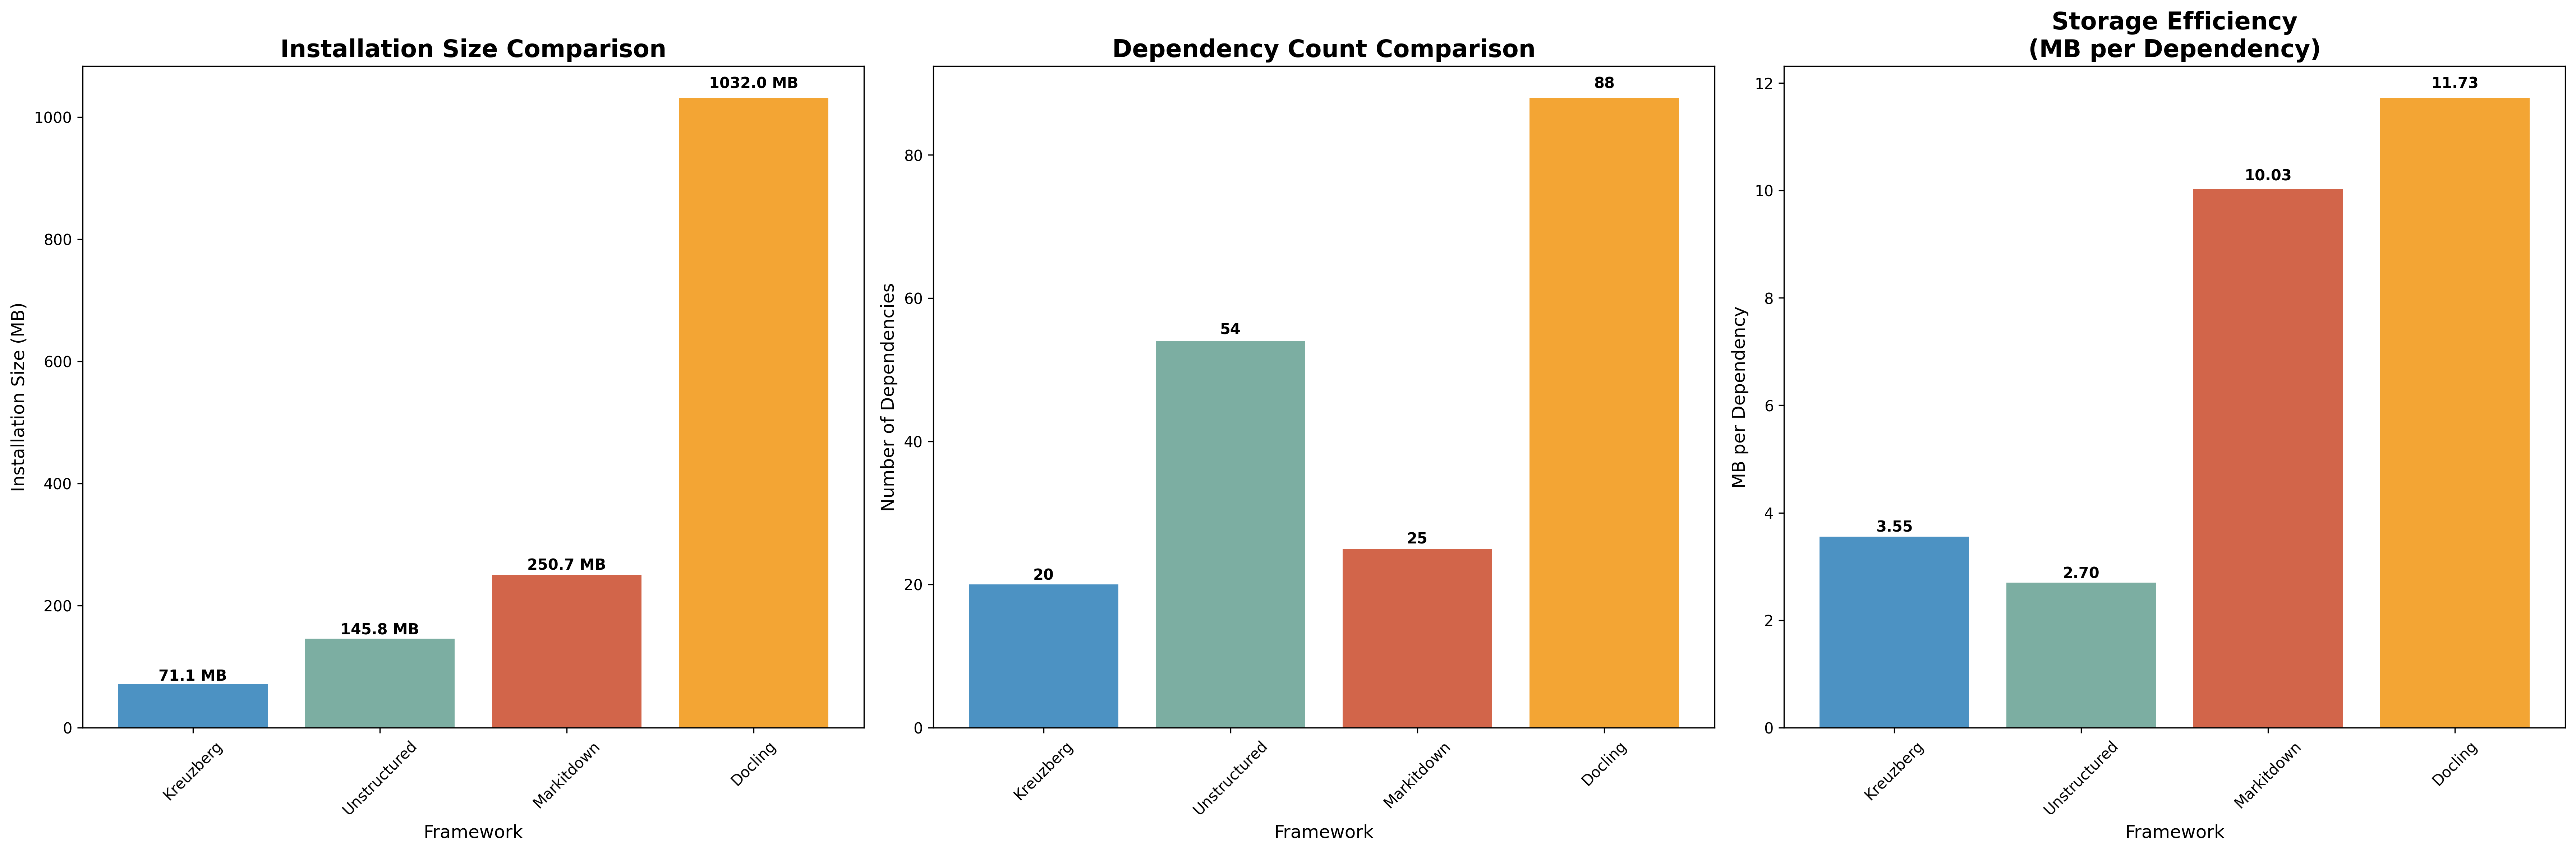 Installation Size Comparison
Installation Size (MB)
1000
800
600
400
200
0
71.1 MB
145.8 MB
250.7 MB
1032.0 MB
Kreuzberg
Unstructured
Markitdown
Docling
Framework
Dependency Count Comparison
Number of Dependencies
80
60
40
20
0
20
54
25
88
Kreuzberg
Unstructured
Markitdown
Docling
Framework
Storage Efficiency
(MB per Dependency)
MB per Dependency
12
10
8
6
4
2
0
3.55
2.70
10.03
11.73
Kreuzberg
Unstructured
Markitdown
Docling
Framework